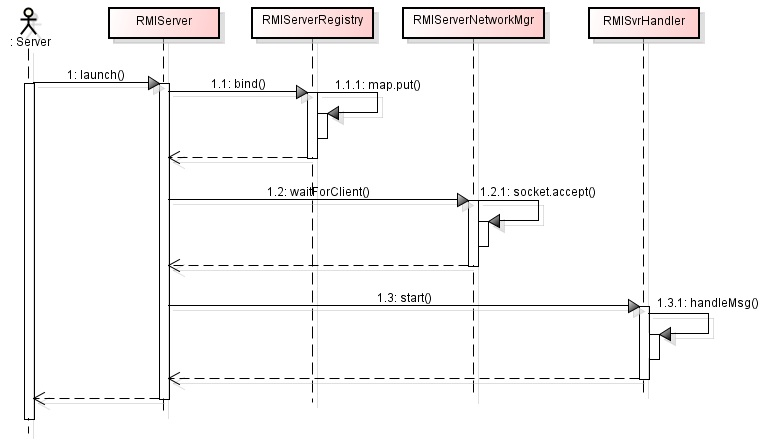 RMIServer
RMIServerRegistry
RMIServerNetworkMgr
RMISvrHandler
: Server
1: launch()
1.1: bind()
1.1.1: map.put()
1.2: waitForClient()
1.2.1: socket.accept()
1.3: start()
1.3.1: handleMsg()